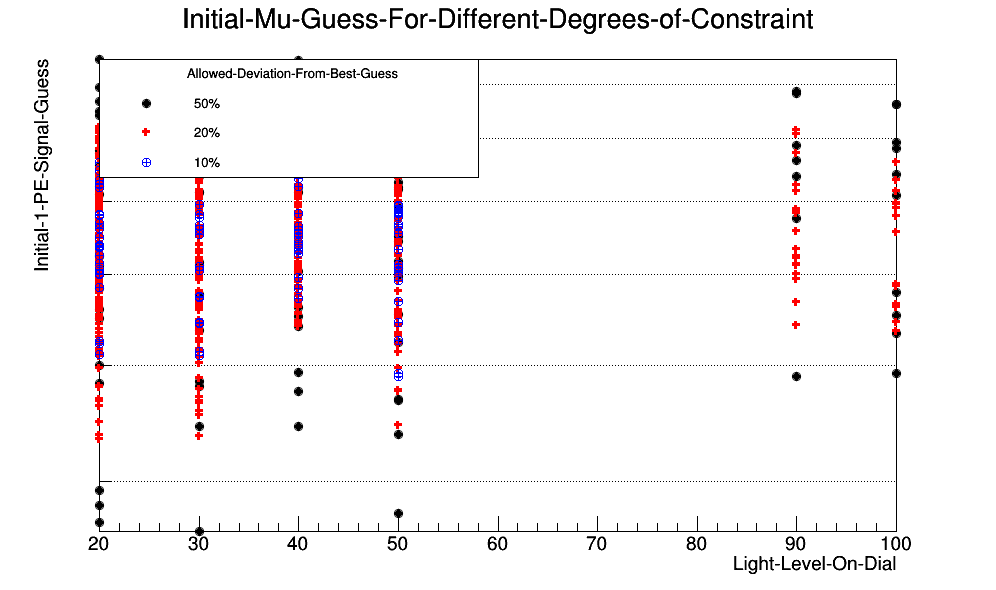 Initial-Mu-Guess-For-Different-Degrees-of-Constraint
Initial-1-PE-Signal-Guess
Allowed-Deviation-From-Best-Guess
50%
20%
10%
20 30 40 50 60 70 80 90 100
Light-Level-On-Dial